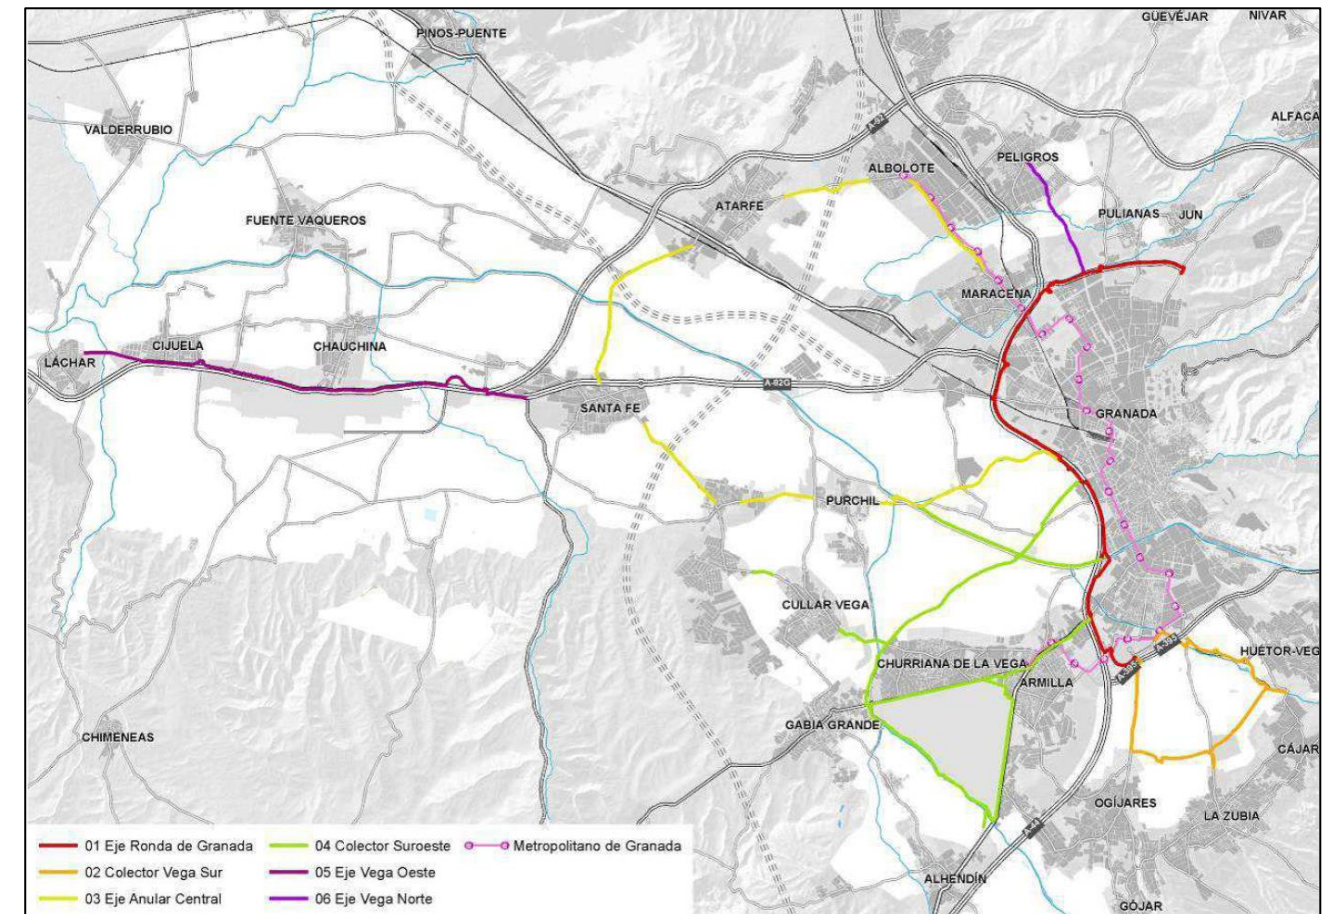 GÜEVÉJAR
NIVAR
PINOS-PUENTE
ALFACA
A-92
VALDERRUBIO
PELIGROS
ALBOLOTE
ATARFE
PULIANAS
JUN
FUENTE VAQUEROS
MARACENA
CIJUELA
CHAUCHINA
LÁCHAR
A-92G
SANTA FE
GRANADA
PURCHIL
CULLAR VEGA
A-395
HUÉTOR-VEG
CHURRIANA DE LA VEGA
ARMILLA
GABIA GRANDE
CHIMENEAS
CÁJAR
OGÍJARES
LA ZUBIA
A-44
ALHENDÍN
GÓJAR
01 Eje Ronda de Granada
04 Colector Suroeste
Metropolitano de Granada
02 Colector Vega Sur
05 Eje Vega Oeste
03 Eje Anular Central
06 Eje Vega Norte